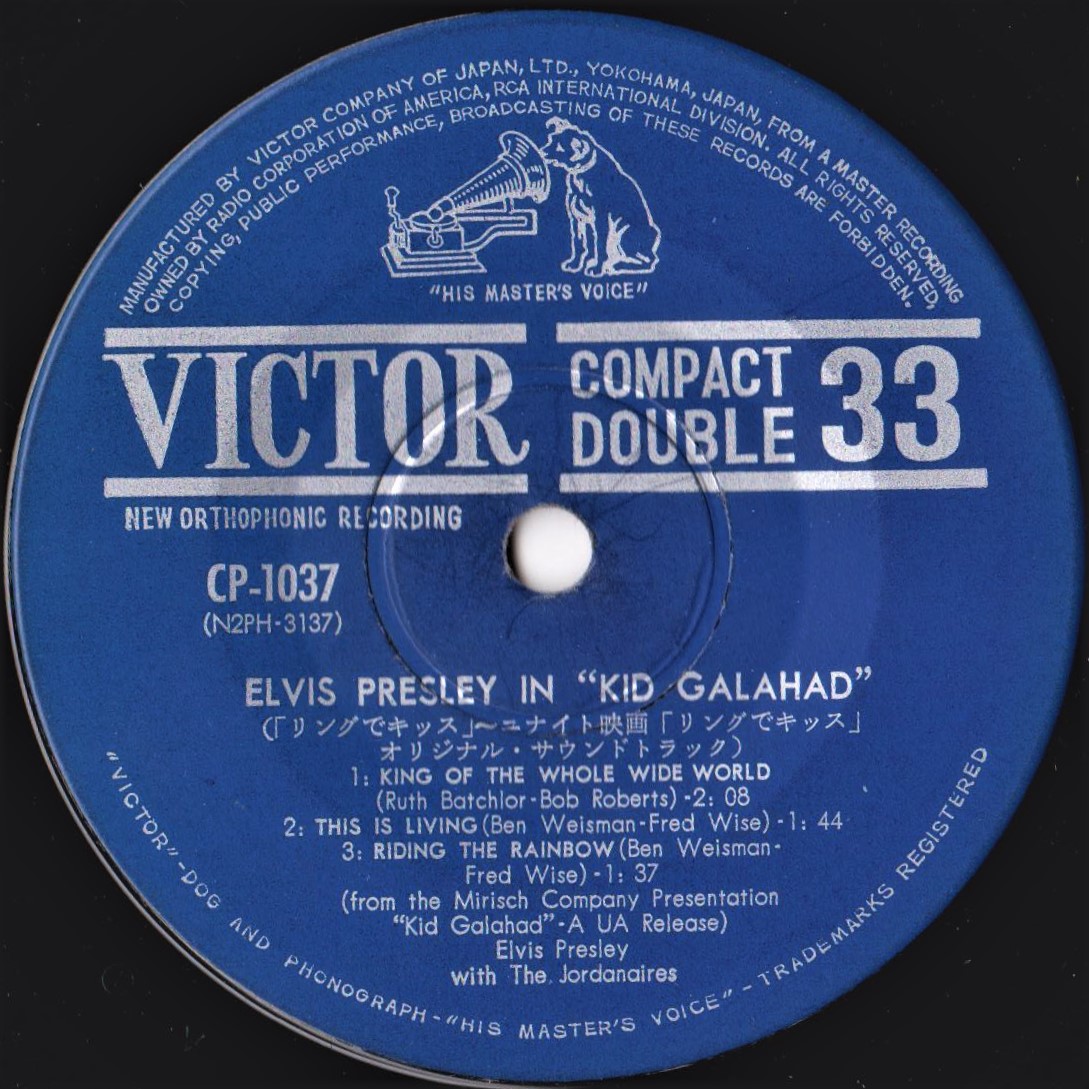 MANUFACTURED BY VICTOR COMPANY OF JAPAN, LTD., YOKOHAMA, JAPAN, FROM A MASTER RECORDING
OWNED BY RADIO CORPORATION OF AMERICA, RCA INTERNATIONAL DIVISION. ALL RIGHTS RESERVED,
COPYING, PUBLIC PERFORMANCE, BROADCASTING OF THESE RECORDS ARE FORBIDDEN.
"HIS MASTER'S VOICE"
VICTOR COMPACT DOUBLE 33
NEW ORTHOPHONIC RECORDING
CP-1037
(N2PH-3137)
ELVIS PRESLEY IN “KID GALAHAD”
(「リングでキッス」〜ユナイト映画「リングでキッス」
オリジナル・サウンドトラック)
1: KING OF THE WHOLE WIDE WORLD
(Ruth Batchlor-Bob Roberts)-2: 08
2: THIS IS LIVING (Ben Weisman-Fred Wise)-1: 44
3: RIDING THE RAINBOW (Ben Weisman-
Fred Wise)-1: 37
(from the Mirisch Company Presentation
“Kid Galahad”-A UA Release)
Elvis Presley
with The Jordanaires
"VICTOR"-DOG AND PHONOGRAPH-"HIS MASTER'S VOICE"-TRADEMARKS REGISTERED